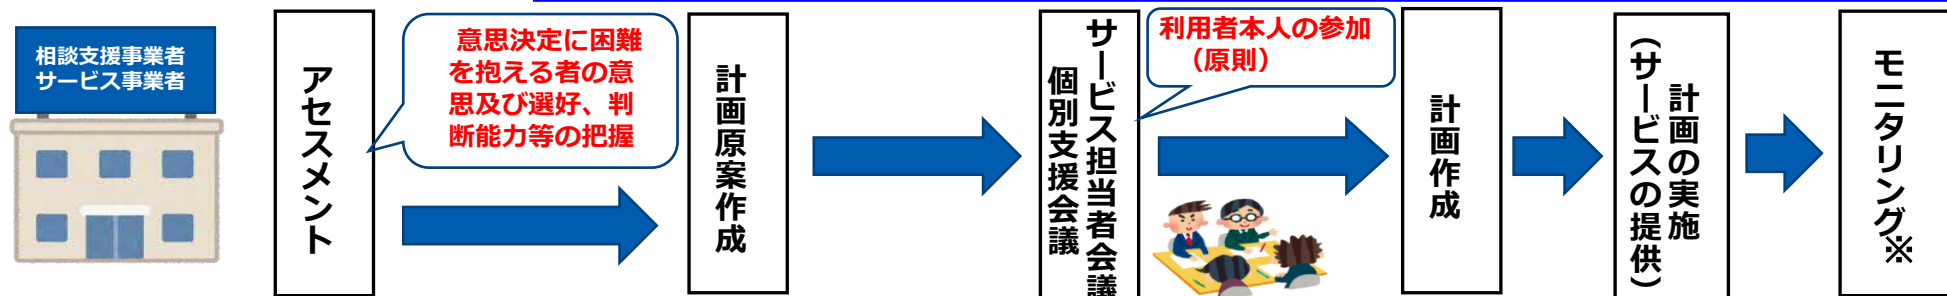 相談支援事業者
サービス事業者
アセスメント
意思決定に困難
を抱える者の意
思及び選好、判
断能力等の把握
計画原案作成
サービス担当者会議
個別支援会議
利用者本人の参加
（原則）
計画作成
計画の実施
（サービスの提供）
モニタリング※